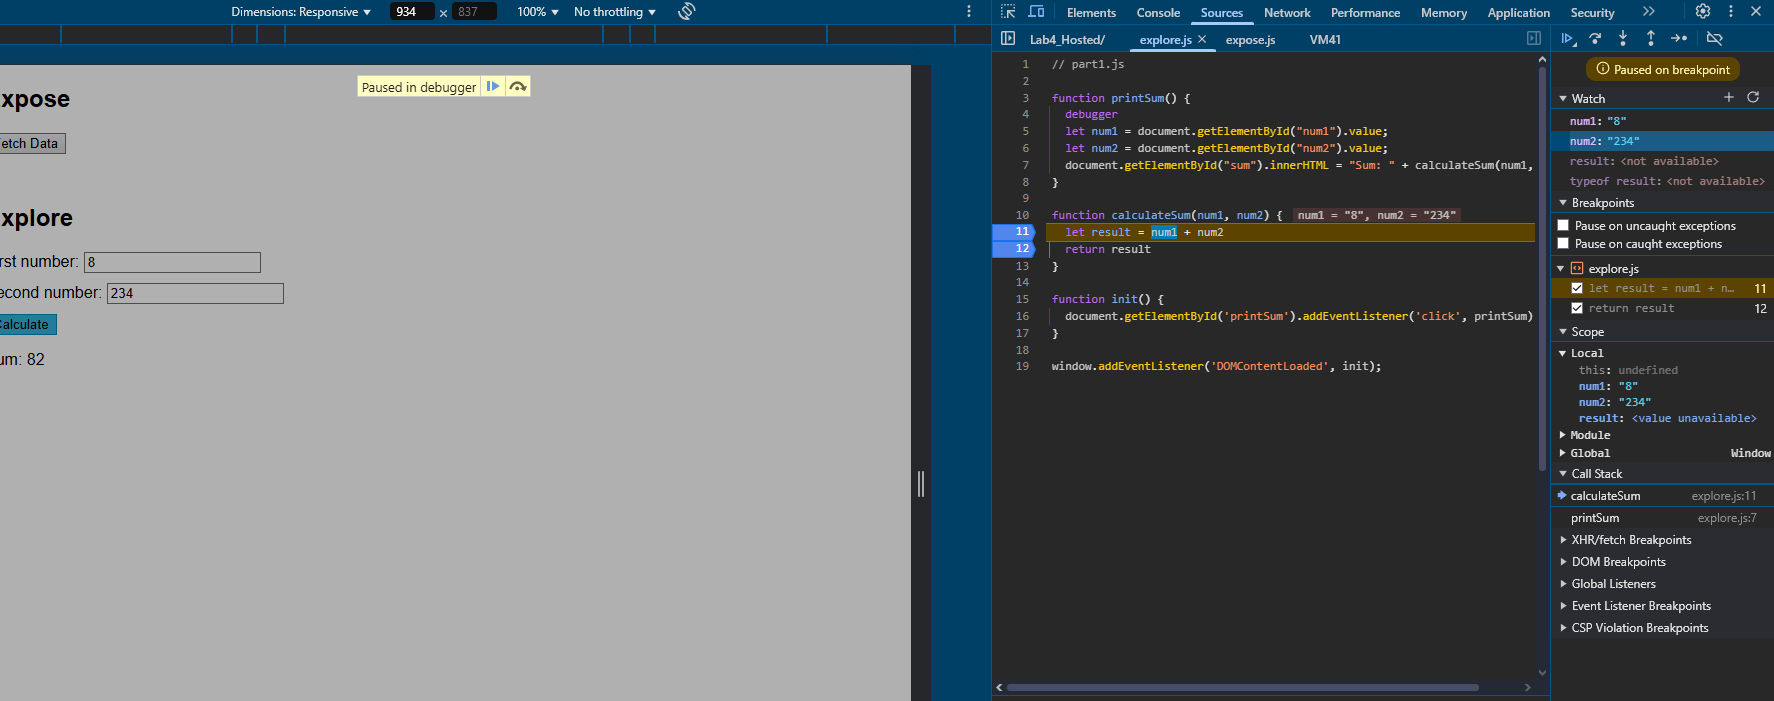 Dimensions: Responsive 934 × 837 100% No throttling
Elements Console Sources Network Performance Memory Application Security
Lab4_Hosted/ explore.js expose.js VM41
xpose
etch Data
xplore
rst number: 8
econd number: 234
alculate
um: 82
Paused in debugger
1 // part1.js
2
3 function printSum() {
4 debugger
5 let num1 = document.getElementById("num1").value;
6 let num2 = document.getElementById("num2").value;
7 document.getElementById("sum").innerHTML = "Sum: " + calculateSum(num1,
8 }
9
10 function calculateSum(num1, num2) { num1 = "8", num2 = "234"
11 let result = num1 + num2
12 return result
13 }
14
15 function init() {
16 document.getElementById('printSum').addEventListener('click', printSum)
17 }
18
19 window.addEventListener('DOMContentLoaded', init);
Paused on breakpoint
Watch
num1: "8"
num2: "234"
result: <not available>
typeof result: <not available>
Breakpoints
Pause on uncaught exceptions
Pause on caught exceptions
explore.js
let result = num1 + n… 11
return result 12
Scope
Local
this: undefined
num1: "8"
num2: "234"
result: <value unavailable>
Module
Global Window
Call Stack
calculateSum explore.js:11
printSum explore.js:7
XHR/fetch Breakpoints
DOM Breakpoints
Global Listeners
Event Listener Breakpoints
CSP Violation Breakpoints